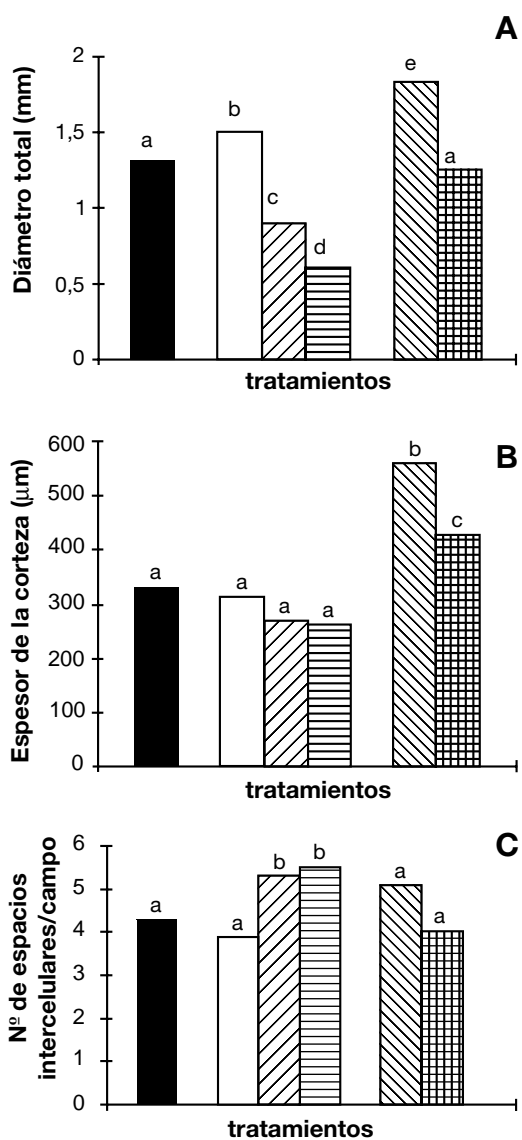 A
Diámetro total (mm)
2
1,5
1
0,5
0
a
b
c
d
e
a
tratamientos
B
Espesor de la corteza (μm)
600
500
400
300
200
100
0
a
a
a
a
b
c
tratamientos
C
Nº de espacios
intercelulares/campo
6
5
4
3
2
1
0
a
a
b
b
a
a
tratamientos